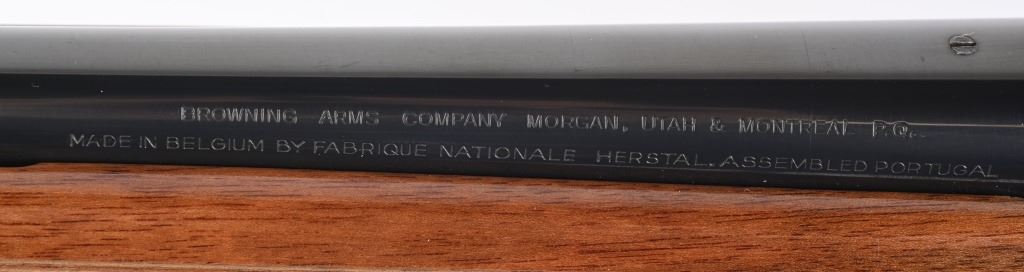 BROWNING ARMS COMPANY MORGAN, UTAH & MONTREAL P.Q.
MADE IN BELGIUM BY FABRIQUE NATIONALE HERSTAL. ASSEMBLED PORTUGAL